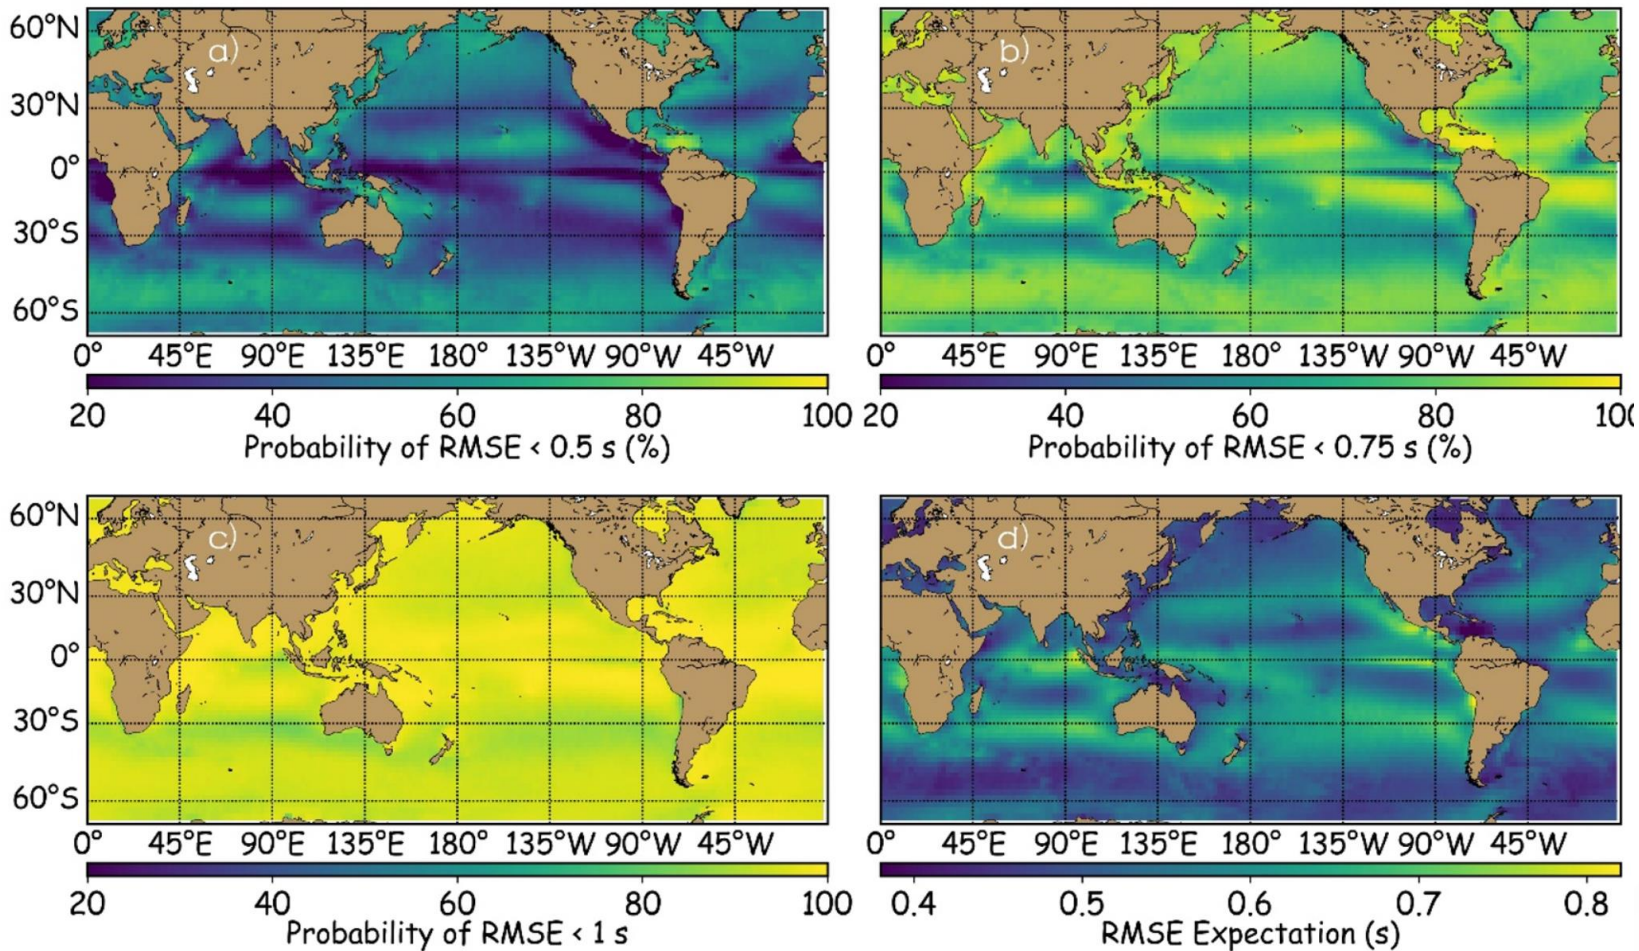 a)
60°N
30°N
0°
30°S
60°S
0° 45°E 90°E 135°E 180° 135°W 90°W 45°W
20 40 60 80 100
Probability of RMSE < 0.5 s (%)
b)
0° 45°E 90°E 135°E 180° 135°W 90°W 45°W
20 40 60 80 100
Probability of RMSE < 0.75 s (%)
c)
60°N
30°N
0°
30°S
60°S
0° 45°E 90°E 135°E 180° 135°W 90°W 45°W
20 40 60 80 100
Probability of RMSE < 1 s
d)
0° 45°E 90°E 135°E 180° 135°W 90°W 45°W
0.4 0.5 0.6 0.7 0.8
RMSE Expectation (s)